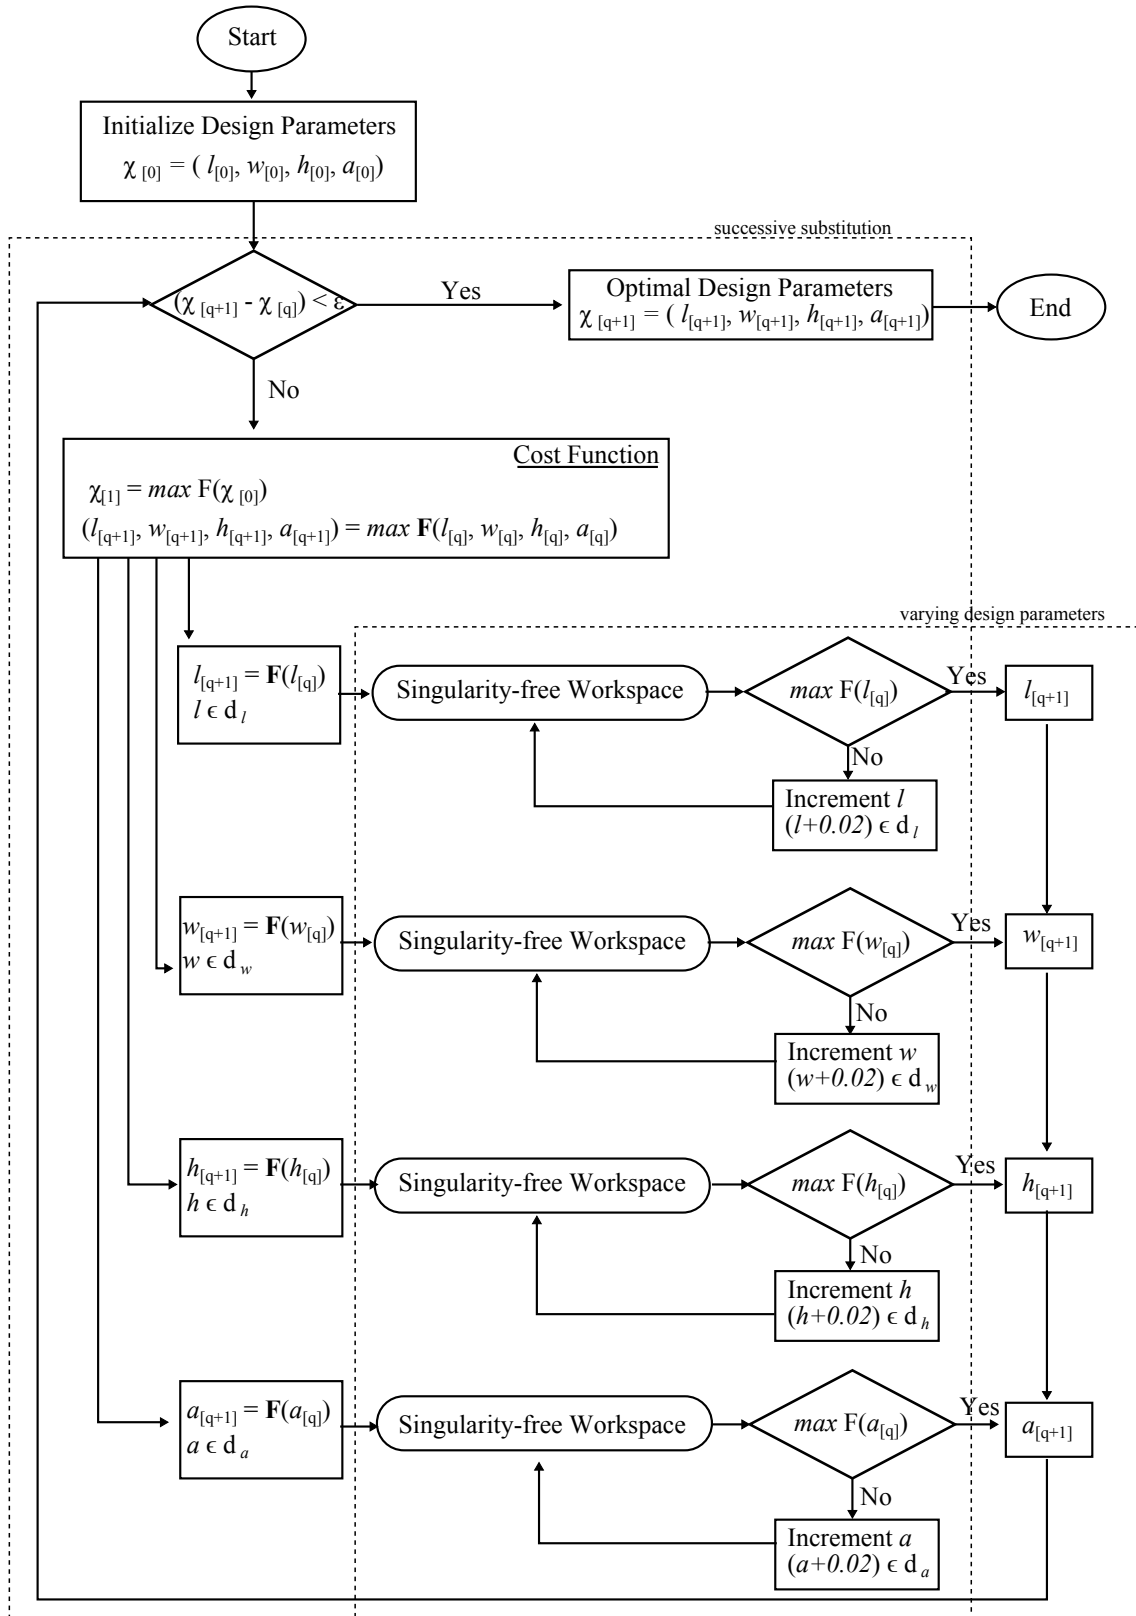 Start
Initialize Design Parameters
χ [0] = ( l[0], w[0], h[0], a[0])
successive substitution
(χ [q+1] - χ [q]) < ε
Yes
Optimal Design Parameters
χ [q+1] = ( l[q+1], w[q+1], h[q+1], a[q+1])
End
No
Cost Function
χ[1] = max F(χ [0])
(l[q+1], w[q+1], h[q+1], a[q+1]) = max F(l[q], w[q], h[q], a[q])
varying design parameters
l[q+1] = F(l[q])
l ϵ d l
Singularity-free Workspace
max F(l[q])
Yes
l[q+1]
No
Increment l
(l+0.02) ϵ d l
w[q+1] = F(w[q])
w ϵ d w
Singularity-free Workspace
max F(w[q])
Yes
w[q+1]
No
Increment w
(w+0.02) ϵ d w
h[q+1] = F(h[q])
h ϵ d h
Singularity-free Workspace
max F(h[q])
Yes
h[q+1]
No
Increment h
(h+0.02) ϵ d h
a[q+1] = F(a[q])
a ϵ d a
Singularity-free Workspace
max F(a[q])
Yes
a[q+1]
No
Increment a
(a+0.02) ϵ d a